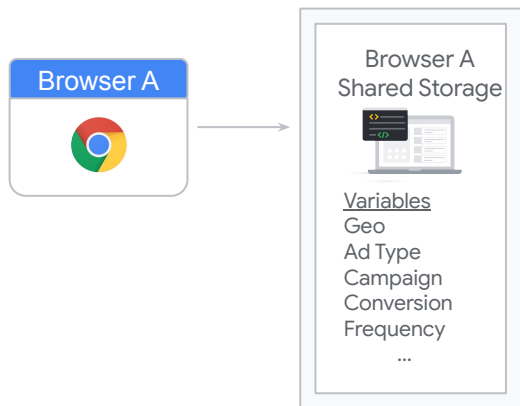 Browser A
Browser A
Shared Storage
<>
</>
Variables
Geo
Ad Type
Campaign
Conversion
Frequency
...